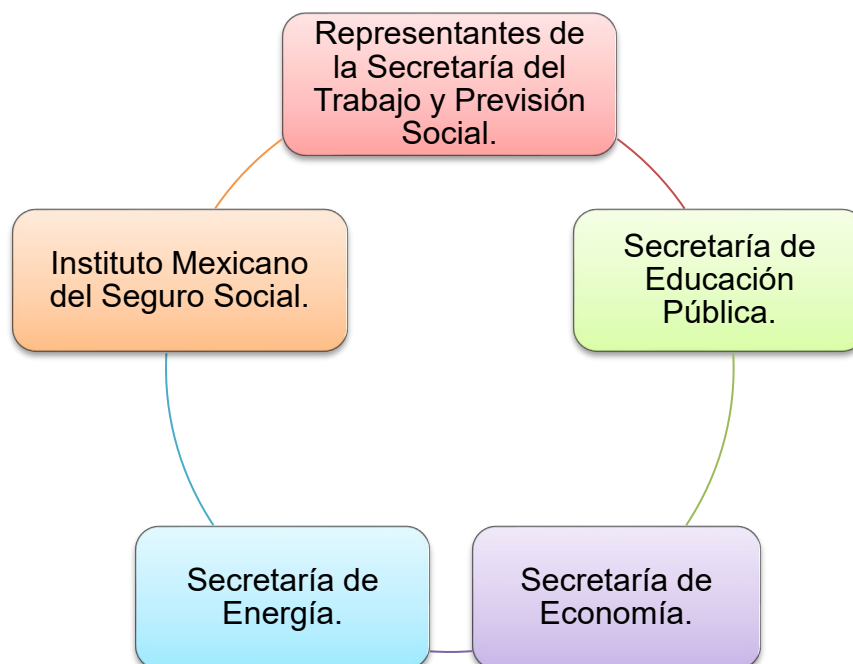 Representantes de
la Secretaría del
Trabajo y Previsión
Social.
Instituto Mexicano
del Seguro Social.
Secretaría de
Educación
Pública.
Secretaría de
Energía.
Secretaría de
Economía.